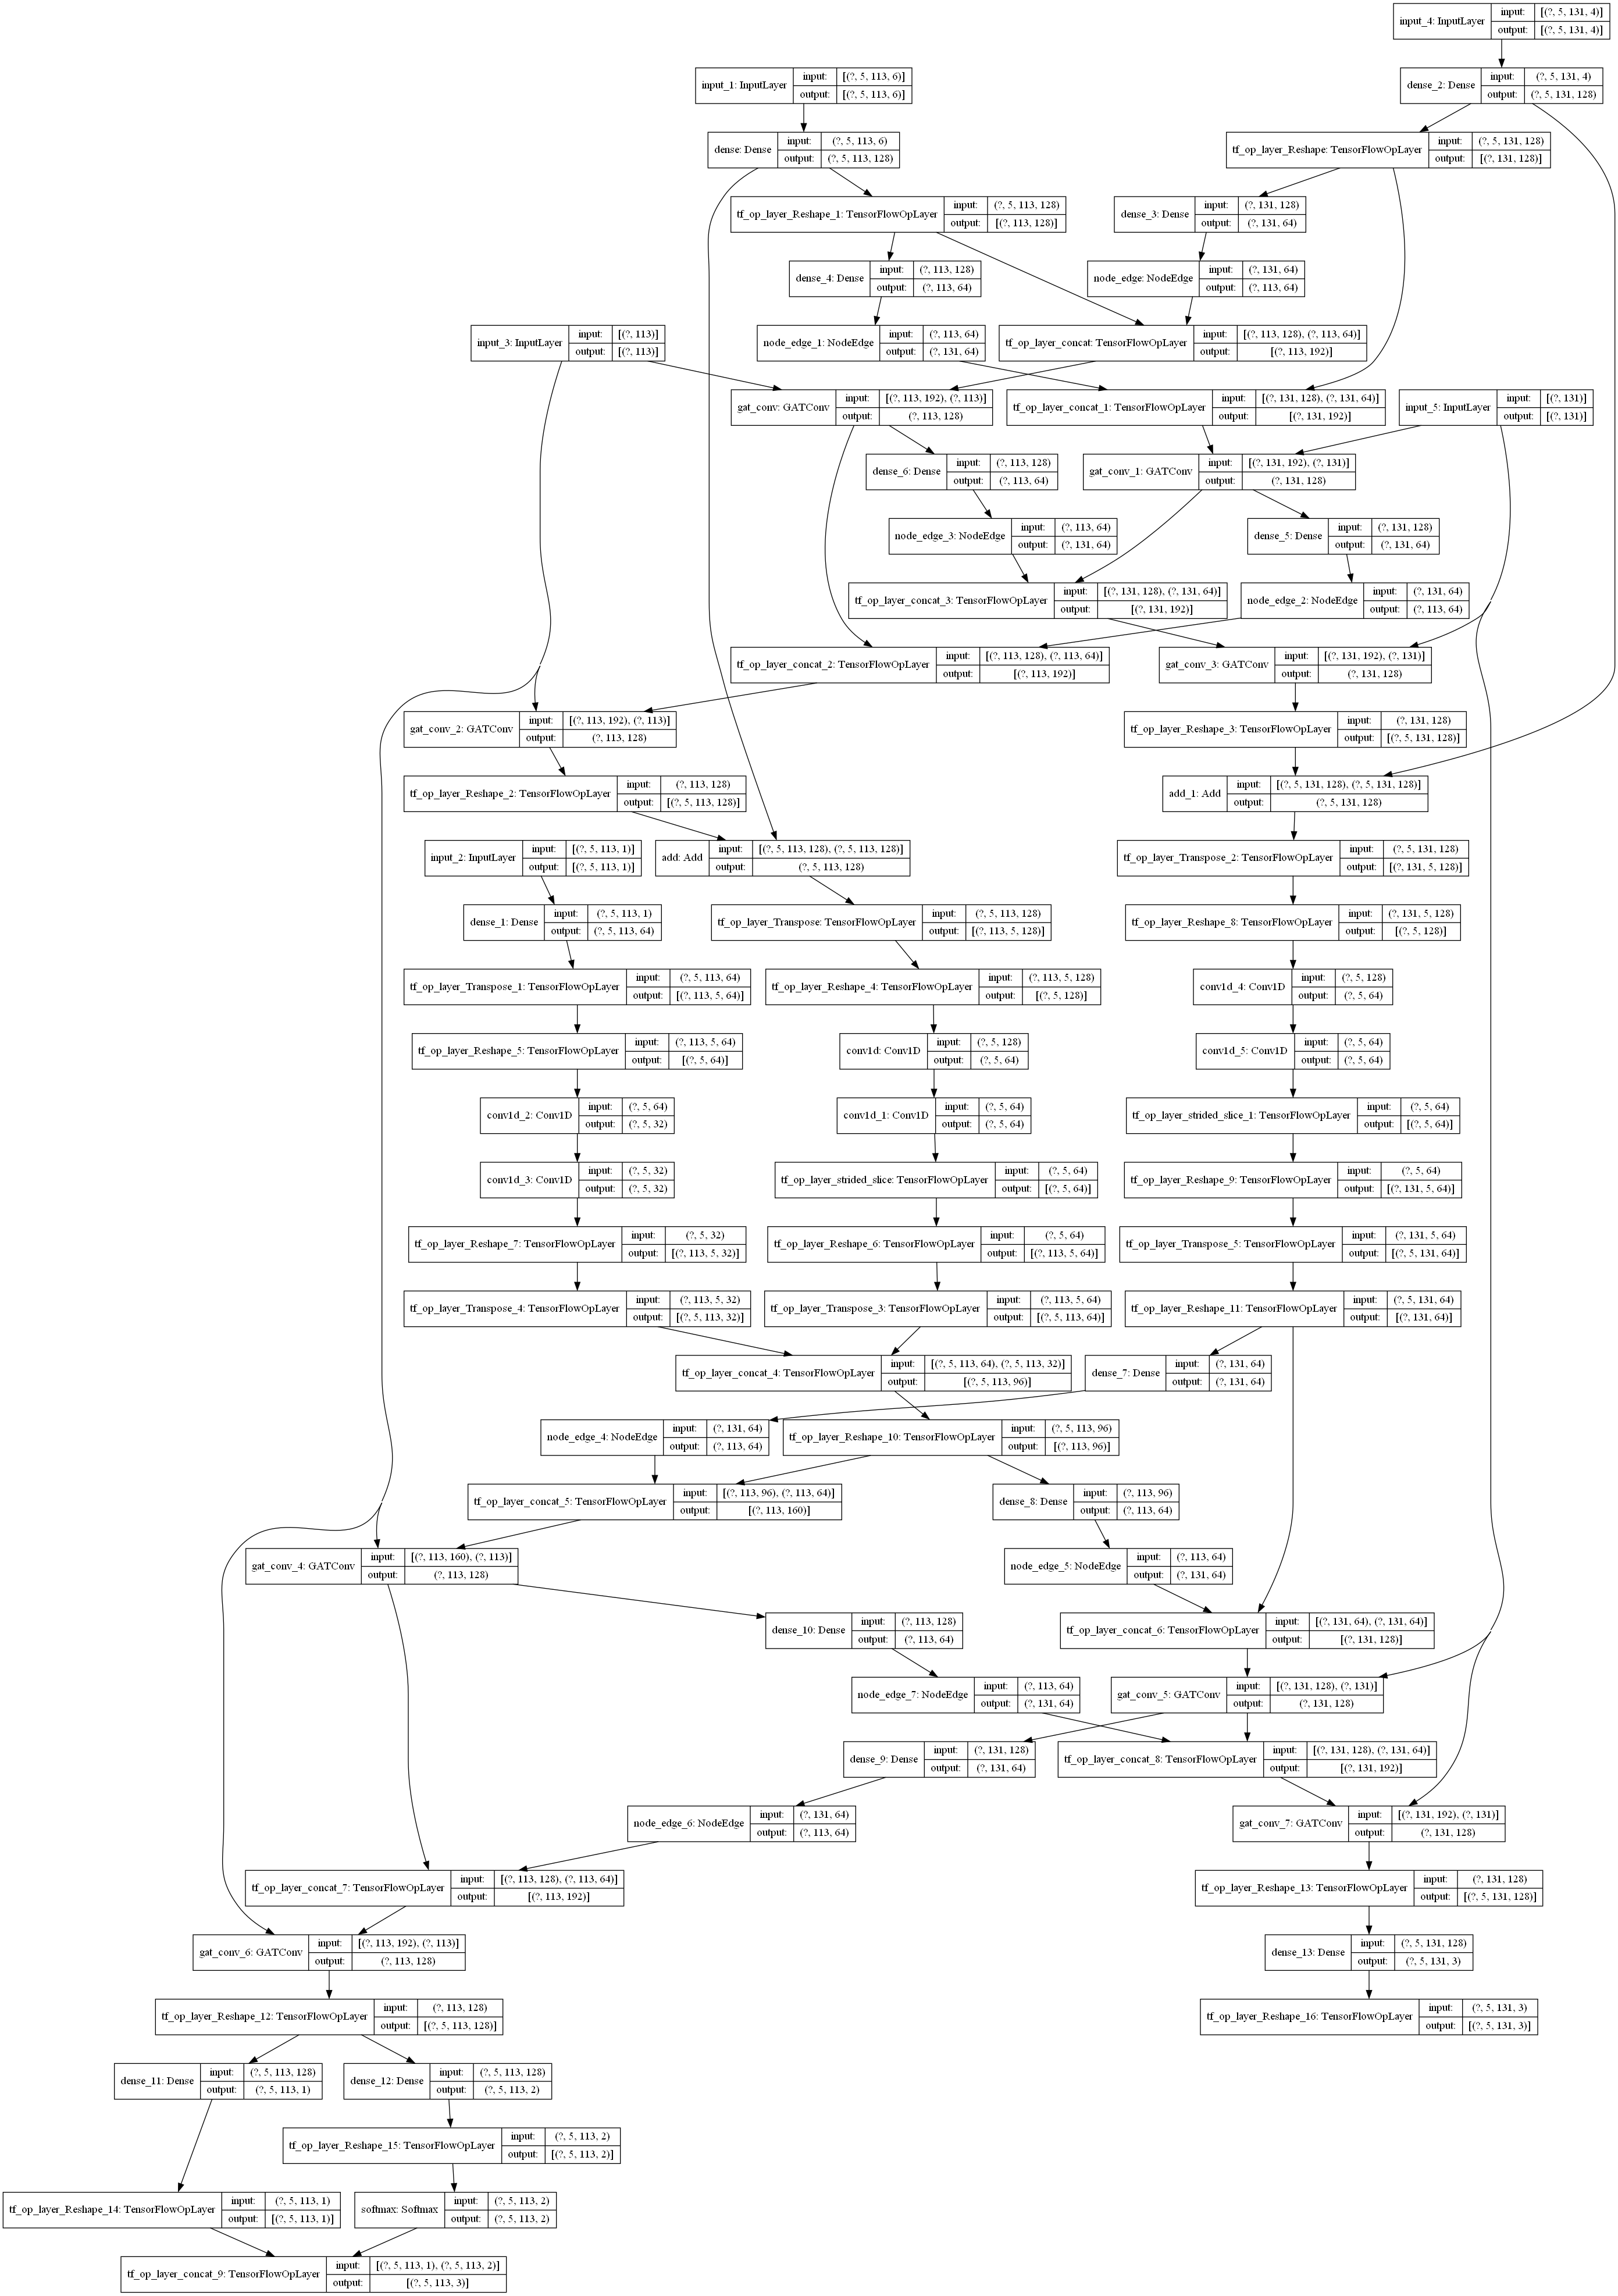 input_4: InputLayer input: [(?, 5, 131, 4)]
output: [(?, 5, 131, 4)]
input_1: InputLayer input: [(?, 5, 113, 6)]
output: [(?, 5, 113, 6)]
dense_2: Dense input: (?, 5, 131, 4)
output: (?, 5, 131, 128)
dense: Dense input: (?, 5, 113, 6)
output: (?, 5, 113, 128)
tf_op_layer_Reshape: TensorFlowOpLayer input: (?, 5, 131, 128)
output: [(?, 131, 128)]
tf_op_layer_Reshape_1: TensorFlowOpLayer input: (?, 5, 113, 128)
output: [(?, 113, 128)]
dense_3: Dense input: (?, 131, 128)
output: (?, 131, 64)
dense_4: Dense input: (?, 113, 128)
output: (?, 113, 64)
node_edge: NodeEdge input: (?, 131, 64)
output: (?, 113, 64)
input_3: InputLayer input: [(?, 113)]
output: [(?, 113)]
node_edge_1: NodeEdge input: (?, 113, 64)
output: (?, 131, 64)
tf_op_layer_concat: TensorFlowOpLayer input: [(?, 113, 128), (?, 113, 64)]
output: [(?, 113, 192)]
gat_conv: GATConv input: [(?, 113, 192), (?, 113)]
output: (?, 113, 128)
tf_op_layer_concat_1: TensorFlowOpLayer input: [(?, 131, 128), (?, 131, 64)]
output: [(?, 131, 192)]
input_5: InputLayer input: [(?, 131)]
output: [(?, 131)]
dense_6: Dense input: (?, 113, 128)
output: (?, 113, 64)
gat_conv_1: GATConv input: [(?, 131, 192), (?, 131)]
output: (?, 131, 128)
node_edge_3: NodeEdge input: (?, 113, 64)
output: (?, 131, 64)
dense_5: Dense input: (?, 131, 128)
output: (?, 131, 64)
tf_op_layer_concat_3: TensorFlowOpLayer input: [(?, 131, 128), (?, 131, 64)]
output: [(?, 131, 192)]
node_edge_2: NodeEdge input: (?, 131, 64)
output: (?, 113, 64)
tf_op_layer_concat_2: TensorFlowOpLayer input: [(?, 113, 128), (?, 113, 64)]
output: [(?, 113, 192)]
gat_conv_3: GATConv input: [(?, 131, 192), (?, 131)]
output: (?, 131, 128)
gat_conv_2: GATConv input: [(?, 113, 192), (?, 113)]
output: (?, 113, 128)
tf_op_layer_Reshape_3: TensorFlowOpLayer input: (?, 131, 128)
output: [(?, 5, 131, 128)]
tf_op_layer_Reshape_2: TensorFlowOpLayer input: (?, 113, 128)
output: [(?, 5, 113, 128)]
add_1: Add input: [(?, 5, 131, 128), (?, 5, 131, 128)]
output: (?, 5, 131, 128)
input_2: InputLayer input: [(?, 5, 113, 1)]
output: [(?, 5, 113, 1)]
add: Add input: [(?, 5, 113, 128), (?, 5, 113, 128)]
output: (?, 5, 113, 128)
tf_op_layer_Transpose_2: TensorFlowOpLayer input: (?, 5, 131, 128)
output: [(?, 131, 5, 128)]
dense_1: Dense input: (?, 5, 113, 1)
output: (?, 5, 113, 64)
tf_op_layer_Transpose: TensorFlowOpLayer input: (?, 5, 113, 128)
output: [(?, 113, 5, 128)]
tf_op_layer_Reshape_8: TensorFlowOpLayer input: (?, 131, 5, 128)
output: [(?, 5, 128)]
tf_op_layer_Transpose_1: TensorFlowOpLayer input: (?, 5, 113, 64)
output: [(?, 113, 5, 64)]
tf_op_layer_Reshape_4: TensorFlowOpLayer input: (?, 113, 5, 128)
output: [(?, 5, 128)]
conv1d_4: Conv1D input: (?, 5, 128)
output: (?, 5, 64)
tf_op_layer_Reshape_5: TensorFlowOpLayer input: (?, 113, 5, 64)
output: [(?, 5, 64)]
conv1d: Conv1D input: (?, 5, 128)
output: (?, 5, 64)
conv1d_5: Conv1D input: (?, 5, 64)
output: (?, 5, 64)
conv1d_2: Conv1D input: (?, 5, 64)
output: (?, 5, 32)
conv1d_1: Conv1D input: (?, 5, 64)
output: (?, 5, 64)
tf_op_layer_strided_slice_1: TensorFlowOpLayer input: (?, 5, 64)
output: [(?, 5, 64)]
conv1d_3: Conv1D input: (?, 5, 32)
output: (?, 5, 32)
tf_op_layer_strided_slice: TensorFlowOpLayer input: (?, 5, 64)
output: [(?, 5, 64)]
tf_op_layer_Reshape_9: TensorFlowOpLayer input: (?, 5, 64)
output: [(?, 131, 5, 64)]
tf_op_layer_Reshape_7: TensorFlowOpLayer input: (?, 5, 32)
output: [(?, 113, 5, 32)]
tf_op_layer_Reshape_6: TensorFlowOpLayer input: (?, 5, 64)
output: [(?, 113, 5, 64)]
tf_op_layer_Transpose_5: TensorFlowOpLayer input: (?, 131, 5, 64)
output: [(?, 5, 131, 64)]
tf_op_layer_Transpose_4: TensorFlowOpLayer input: (?, 113, 5, 32)
output: [(?, 5, 113, 32)]
tf_op_layer_Transpose_3: TensorFlowOpLayer input: (?, 113, 5, 64)
output: [(?, 5, 113, 64)]
tf_op_layer_Reshape_11: TensorFlowOpLayer input: (?, 5, 131, 64)
output: [(?, 131, 64)]
tf_op_layer_concat_4: TensorFlowOpLayer input: [(?, 5, 113, 64), (?, 5, 113, 32)]
output: [(?, 5, 113, 96)]
dense_7: Dense input: (?, 131, 64)
output: (?, 131, 64)
node_edge_4: NodeEdge input: (?, 131, 64)
output: (?, 113, 64)
tf_op_layer_Reshape_10: TensorFlowOpLayer input: (?, 5, 113, 96)
output: [(?, 113, 96)]
tf_op_layer_concat_5: TensorFlowOpLayer input: [(?, 113, 96), (?, 113, 64)]
output: [(?, 113, 160)]
dense_8: Dense input: (?, 113, 96)
output: (?, 113, 64)
gat_conv_4: GATConv input: [(?, 113, 160), (?, 113)]
output: (?, 113, 128)
node_edge_5: NodeEdge input: (?, 113, 64)
output: (?, 131, 64)
dense_10: Dense input: (?, 113, 128)
output: (?, 113, 64)
tf_op_layer_concat_6: TensorFlowOpLayer input: [(?, 131, 64), (?, 131, 64)]
output: [(?, 131, 128)]
node_edge_7: NodeEdge input: (?, 113, 64)
output: (?, 131, 64)
gat_conv_5: GATConv input: [(?, 131, 128), (?, 131)]
output: (?, 131, 128)
dense_9: Dense input: (?, 131, 128)
output: (?, 131, 64)
tf_op_layer_concat_8: TensorFlowOpLayer input: [(?, 131, 128), (?, 131, 64)]
output: [(?, 131, 192)]
node_edge_6: NodeEdge input: (?, 131, 64)
output: (?, 113, 64)
gat_conv_7: GATConv input: [(?, 131, 192), (?, 131)]
output: (?, 131, 128)
tf_op_layer_concat_7: TensorFlowOpLayer input: [(?, 113, 128), (?, 113, 64)]
output: [(?, 113, 192)]
tf_op_layer_Reshape_13: TensorFlowOpLayer input: (?, 131, 128)
output: [(?, 5, 131, 128)]
gat_conv_6: GATConv input: [(?, 113, 192), (?, 113)]
output: (?, 113, 128)
dense_13: Dense input: (?, 5, 131, 128)
output: (?, 5, 131, 3)
tf_op_layer_Reshape_12: TensorFlowOpLayer input: (?, 113, 128)
output: [(?, 5, 113, 128)]
tf_op_layer_Reshape_16: TensorFlowOpLayer input: (?, 5, 131, 3)
output: [(?, 5, 131, 3)]
dense_11: Dense input: (?, 5, 113, 128)
output: (?, 5, 113, 1)
dense_12: Dense input: (?, 5, 113, 128)
output: (?, 5, 113, 2)
tf_op_layer_Reshape_15: TensorFlowOpLayer input: (?, 5, 113, 2)
output: [(?, 5, 113, 2)]
tf_op_layer_Reshape_14: TensorFlowOpLayer input: (?, 5, 113, 1)
output: [(?, 5, 113, 1)]
softmax: Softmax input: (?, 5, 113, 2)
output: (?, 5, 113, 2)
tf_op_layer_concat_9: TensorFlowOpLayer input: [(?, 5, 113, 1), (?, 5, 113, 2)]
output: [(?, 5, 113, 3)]